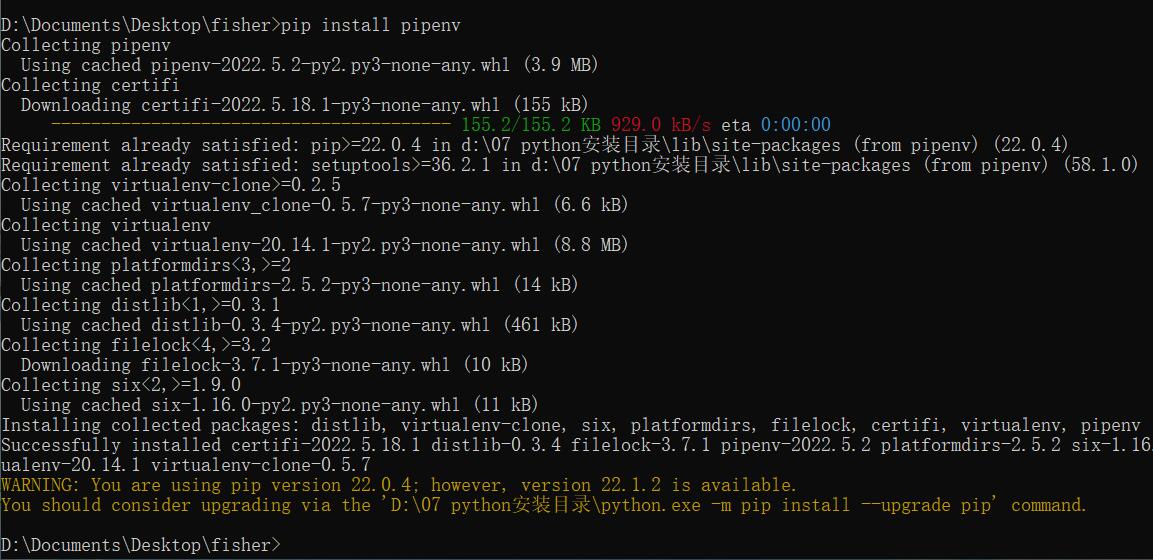 D:\Documents\Desktop\fisher>pip install pipenv
Collecting pipenv
  Using cached pipenv-2022.5.2-py2.py3-none-any.whl (3.9 MB)
Collecting certifi
  Downloading certifi-2022.5.18.1-py3-none-any.whl (155 kB)
     ---------------------------------------- 155.2/155.2 KB 929.0 kB/s eta 0:00:00
Requirement already satisfied: pip>=22.0.4 in d:\07 python安装目录\lib\site-packages (from pipenv) (22.0.4)
Requirement already satisfied: setuptools>=36.2.1 in d:\07 python安装目录\lib\site-packages (from pipenv) (58.1.0)
Collecting virtualenv-clone>=0.2.5
  Using cached virtualenv_clone-0.5.7-py3-none-any.whl (6.6 kB)
Collecting virtualenv
  Using cached virtualenv-20.14.1-py2.py3-none-any.whl (8.8 MB)
Collecting platformdirs<3,>=2
  Using cached platformdirs-2.5.2-py3-none-any.whl (14 kB)
Collecting distlib<1,>=0.3.1
  Using cached distlib-0.3.4-py2.py3-none-any.whl (461 kB)
Collecting filelock<4,>=3.2
  Downloading filelock-3.7.1-py3-none-any.whl (10 kB)
Collecting six<2,>=1.9.0
  Using cached six-1.16.0-py2.py3-none-any.whl (11 kB)
Installing collected packages: distlib, virtualenv-clone, six, platformdirs, filelock, certifi, virtualenv, pipenv
Successfully installed certifi-2022.5.18.1 distlib-0.3.4 filelock-3.7.1 pipenv-2022.5.2 platformdirs-2.5.2 six-1.16
ualenv-20.14.1 virtualenv-clone-0.5.7
WARNING: You are using pip version 22.0.4; however, version 22.1.2 is available.
You should consider upgrading via the 'D:\07 python安装目录\python.exe -m pip install --upgrade pip' command.
D:\Documents\Desktop\fisher>